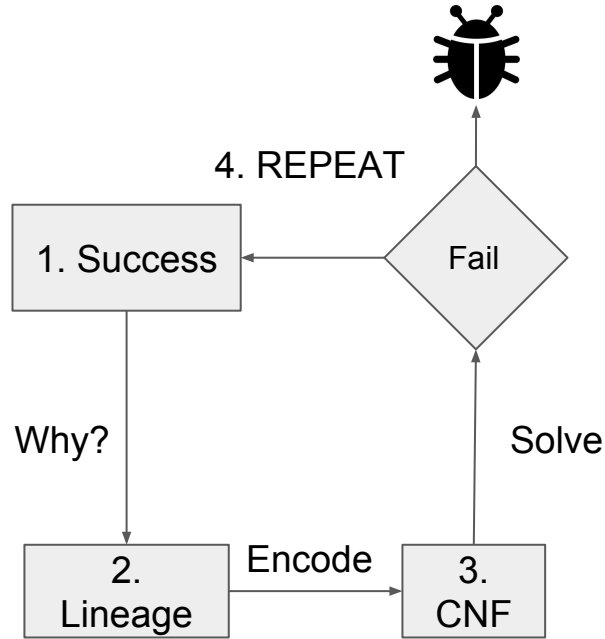 4. REPEAT
1. Success
Fail
Why?
Solve
Encode
2.
Lineage
3.
CNF